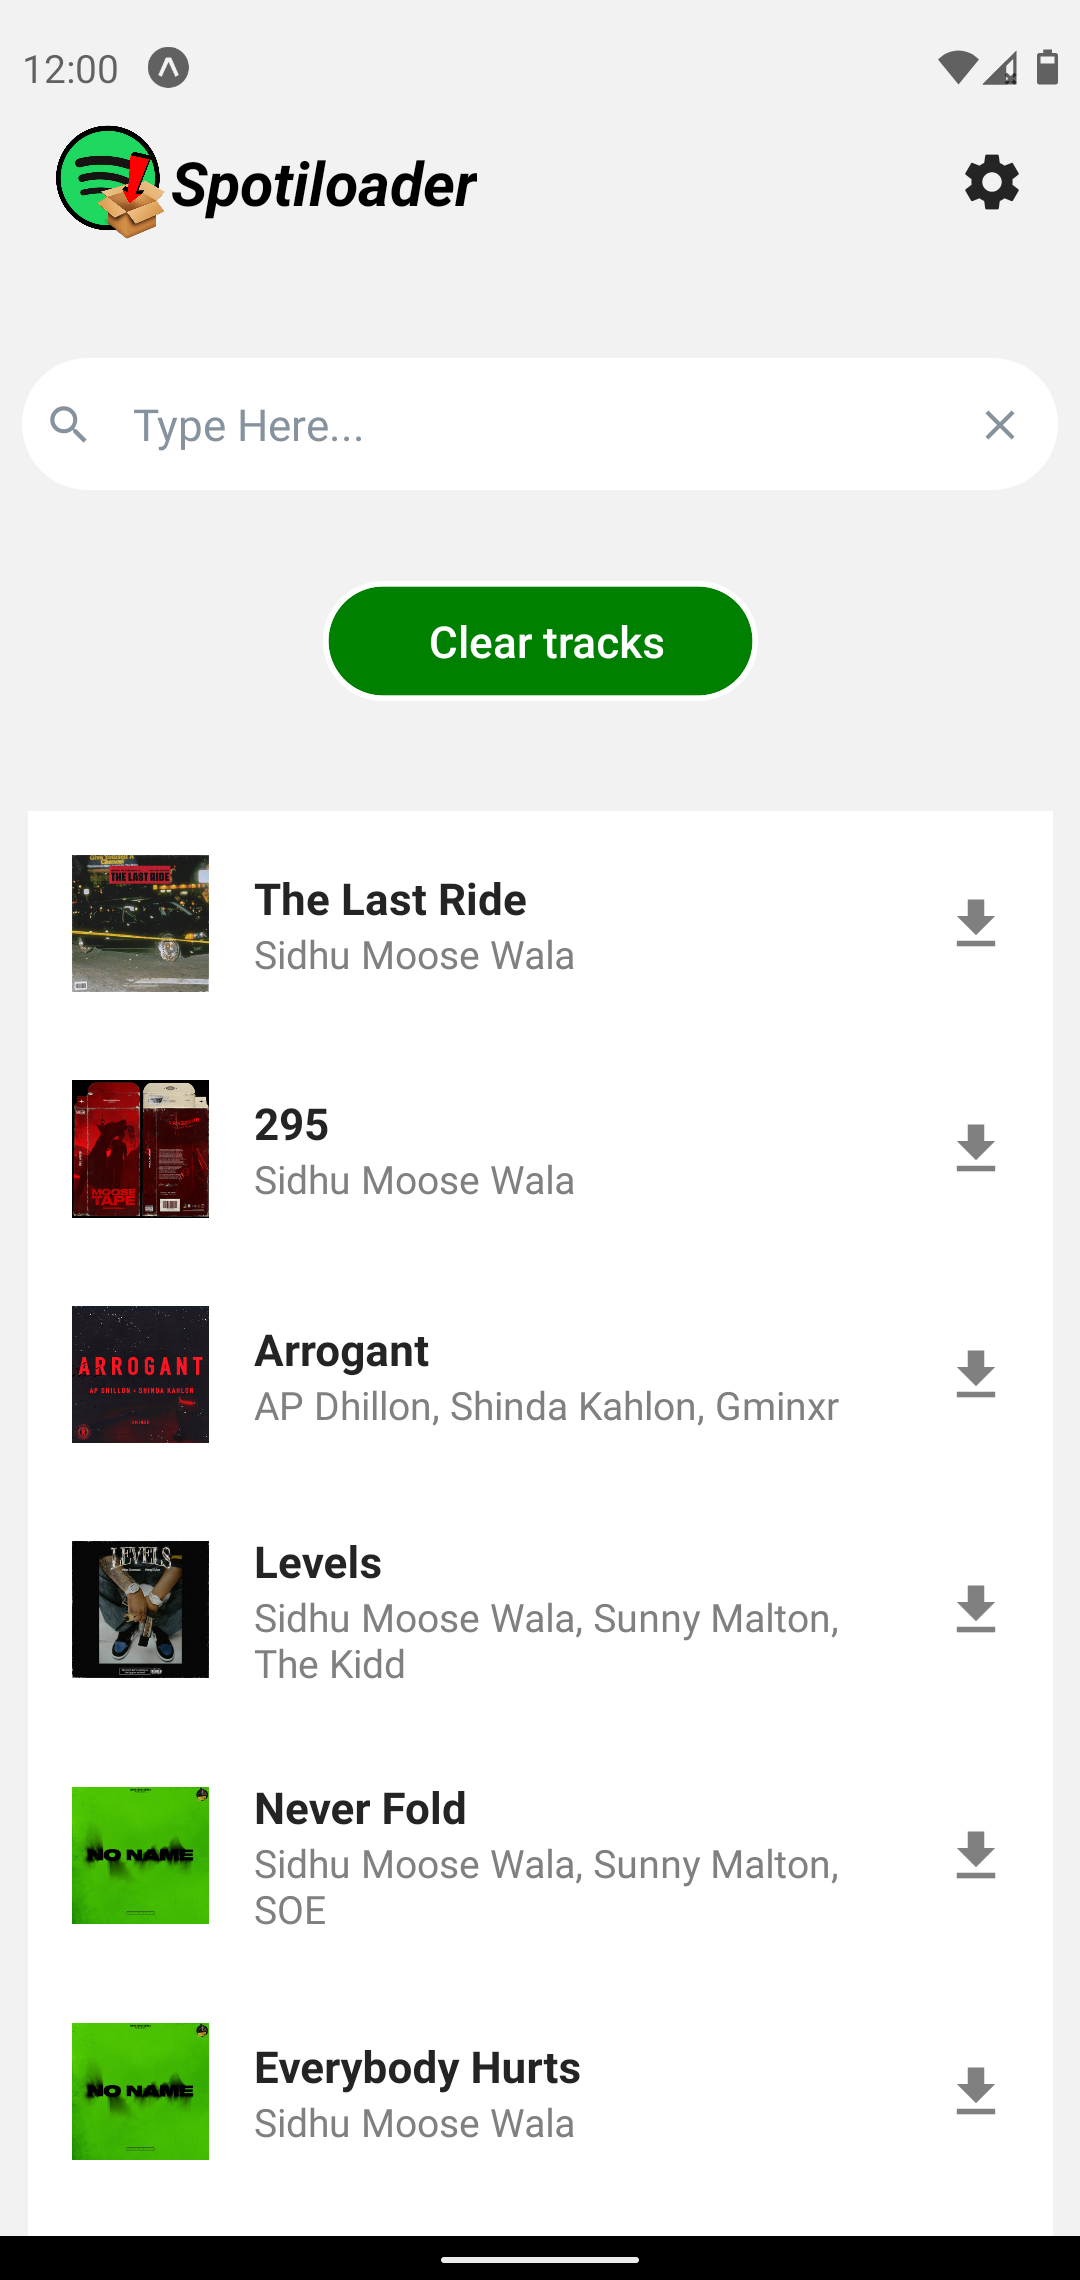 12:00
Spotiloader
Type Here...
Clear tracks
THE LAST RIDE
The Last Ride
Sidhu Moose Wala
MOOSE
TAPE
295
Sidhu Moose Wala
ARROGANT
AP DHILLON • SHINDA KAHLON
GMINXR
Arrogant
AP Dhillon, Shinda Kahlon, Gminxr
LEVELS
Levels
Sidhu Moose Wala, Sunny Malton,
The Kidd
NO NAME
Never Fold
Sidhu Moose Wala, Sunny Malton,
SOE
NO NAME
Everybody Hurts
Sidhu Moose Wala